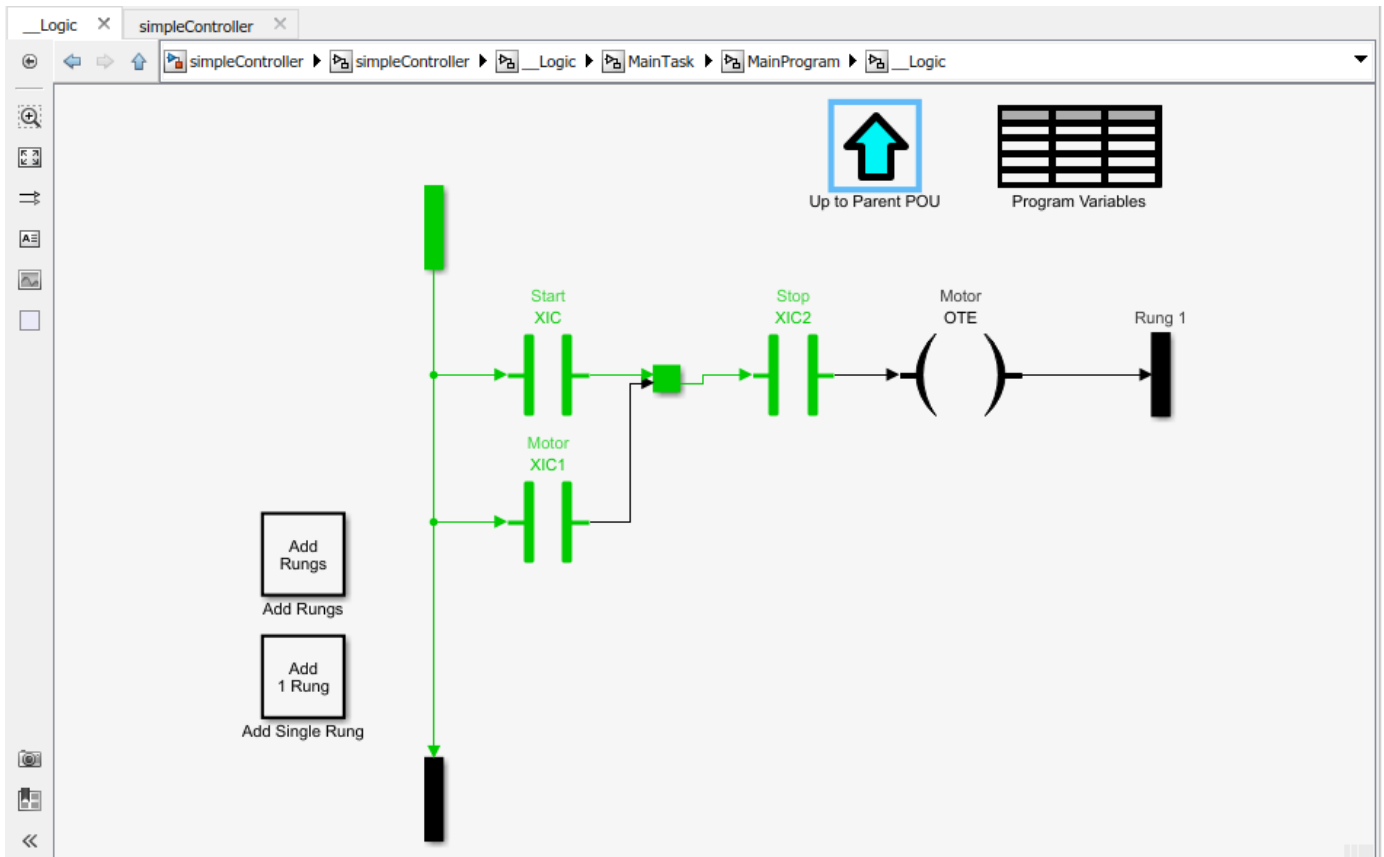 __Logic
simpleController
simpleController simpleController __Logic MainTask MainProgram __Logic
Up to Parent POU
Program Variables
Start
XIC
Stop
XIC2
Motor
OTE
Rung 1
Motor
XIC1
Add
Rungs
Add Rungs
Add
1 Rung
Add Single Rung